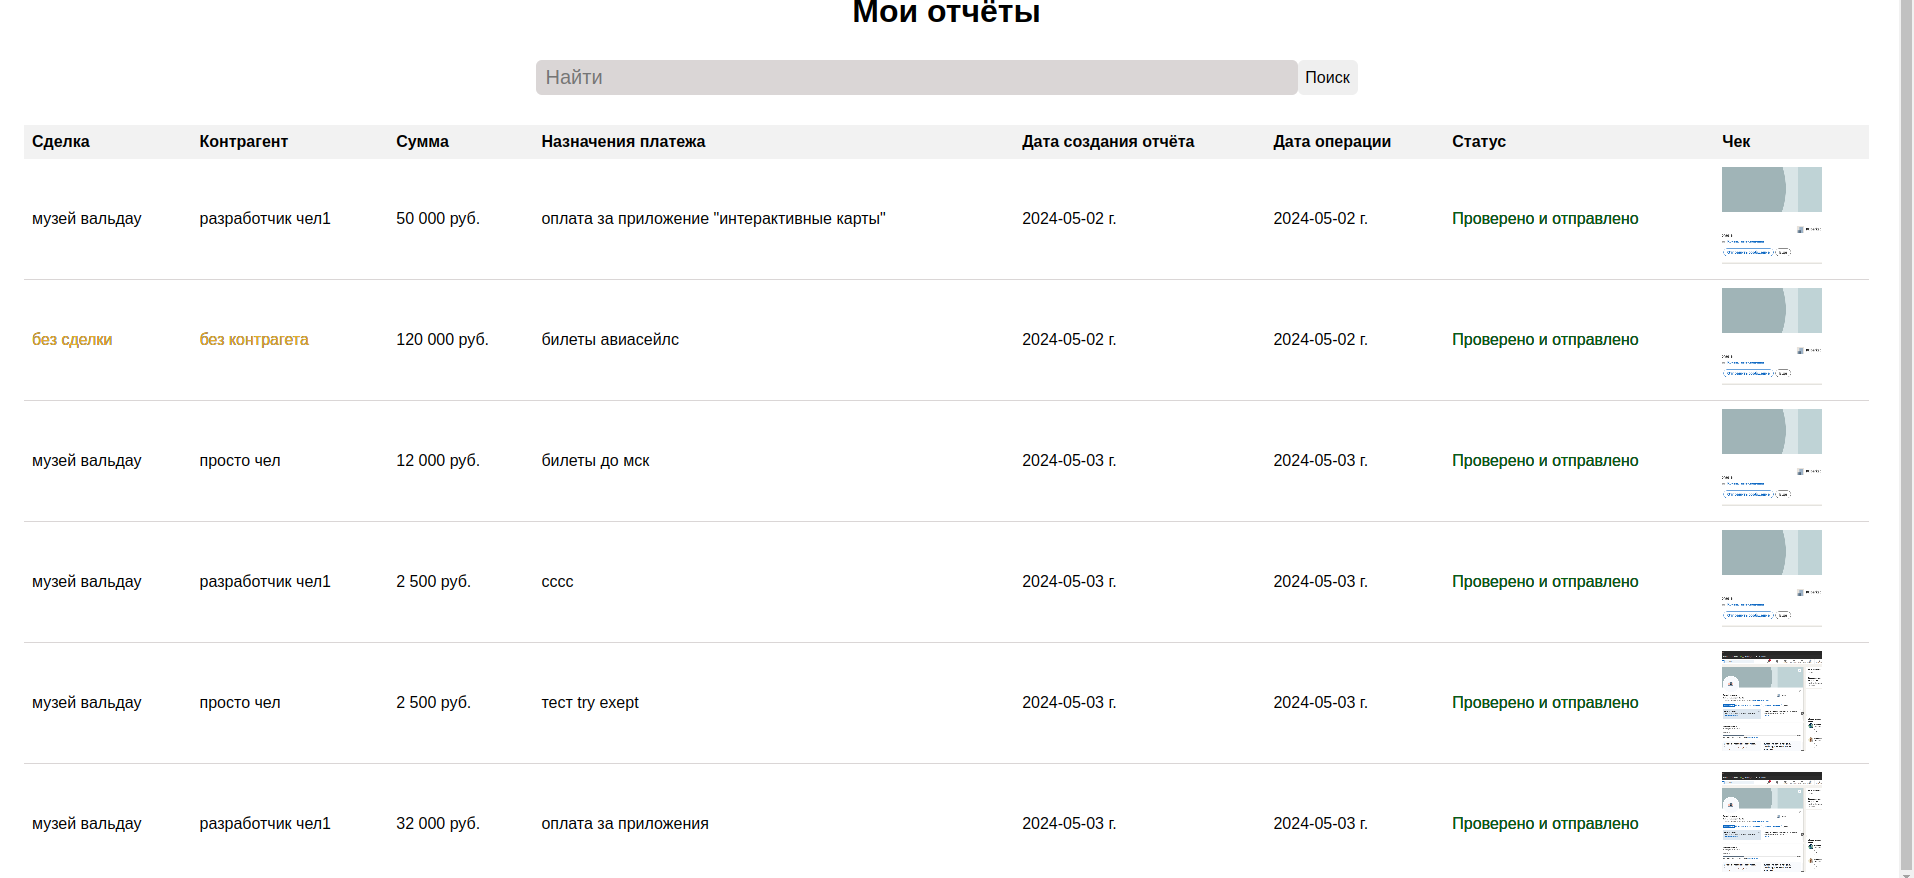 Мои отчёты
Найти Поиск
Сделка Контрагент Сумма Назначения платежа Дата создания отчёта Дата операции Статус Чек
музей вальдау разработчик чел1 50 000 руб. оплата за приложение "интерактивные карты" 2024-05-02 г. 2024-05-02 г. Проверено и отправлено
без сделки без контрагета 120 000 руб. билеты авиасейлс 2024-05-02 г. 2024-05-02 г. Проверено и отправлено
музей вальдау просто чел 12 000 руб. билеты до мск 2024-05-03 г. 2024-05-03 г. Проверено и отправлено
музей вальдау разработчик чел1 2 500 руб. сссс 2024-05-03 г. 2024-05-03 г. Проверено и отправлено
музей вальдау просто чел 2 500 руб. тест try exept 2024-05-03 г. 2024-05-03 г. Проверено и отправлено
музей вальдау разработчик чел1 32 000 руб. оплата за приложения 2024-05-03 г. 2024-05-03 г. Проверено и отправлено